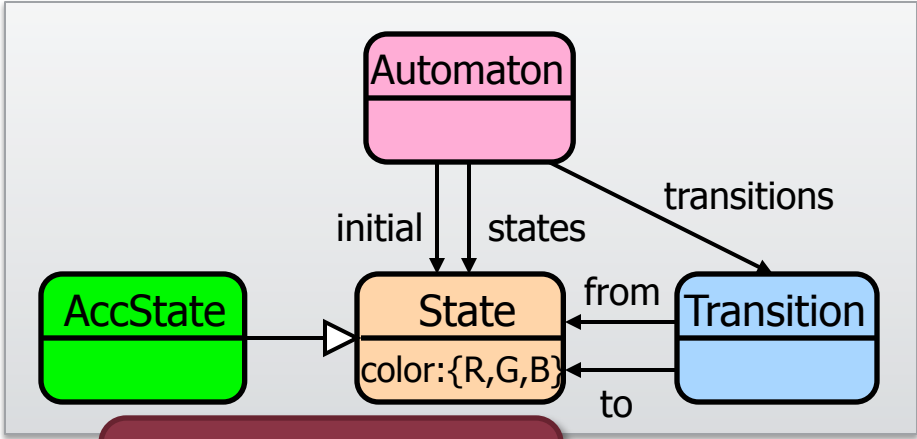 Automaton
transitions
initial
states
AccState
State
from
Transition
color:{R,G,B}
to